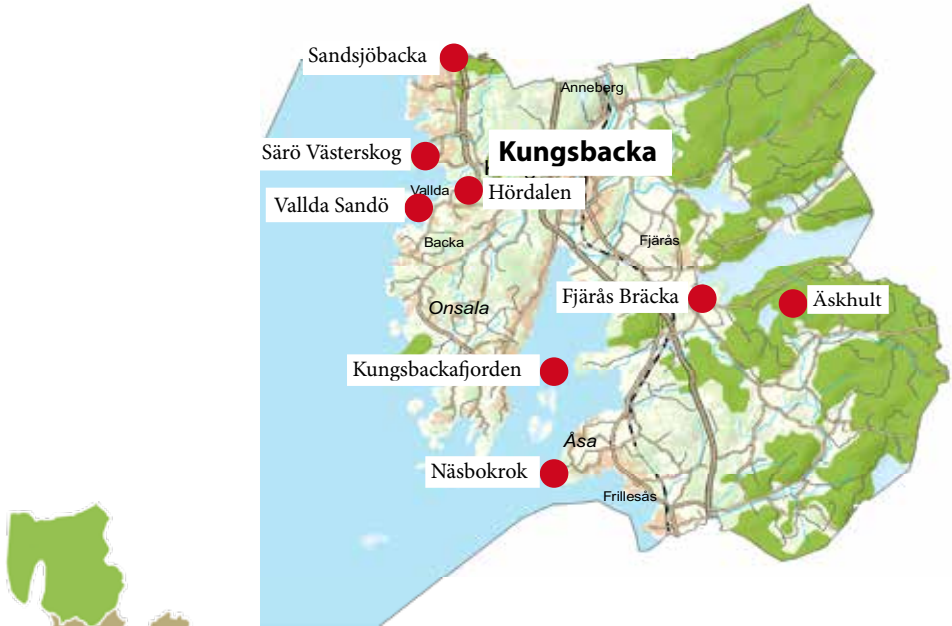 Sandsjöbacka
Anneberg
Särö Västerskog
Kungsbacka
Vallda
Hördalen
Vallda Sandö
Backa
Fjärås
Onsala
Fjärås Bräcka
Äskhult
Kungsbackafjorden
Åsa
Näsbokrok
Frillesås